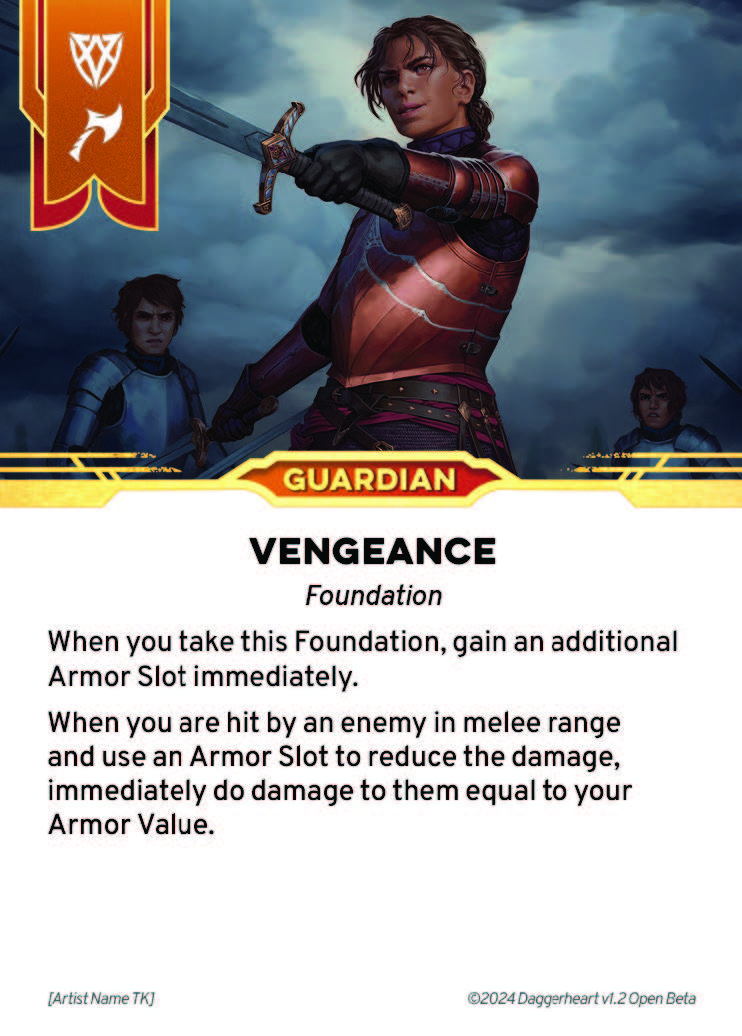 GUARDIAN
VENGEANCE
Foundation
When you take this Foundation, gain an additional
Armor Slot immediately.
When you are hit by an enemy in melee range
and use an Armor Slot to reduce the damage,
immediately do damage to them equal to your
Armor Value.
[Artist Name TK]
©2024 Daggerheart v1.2 Open Beta